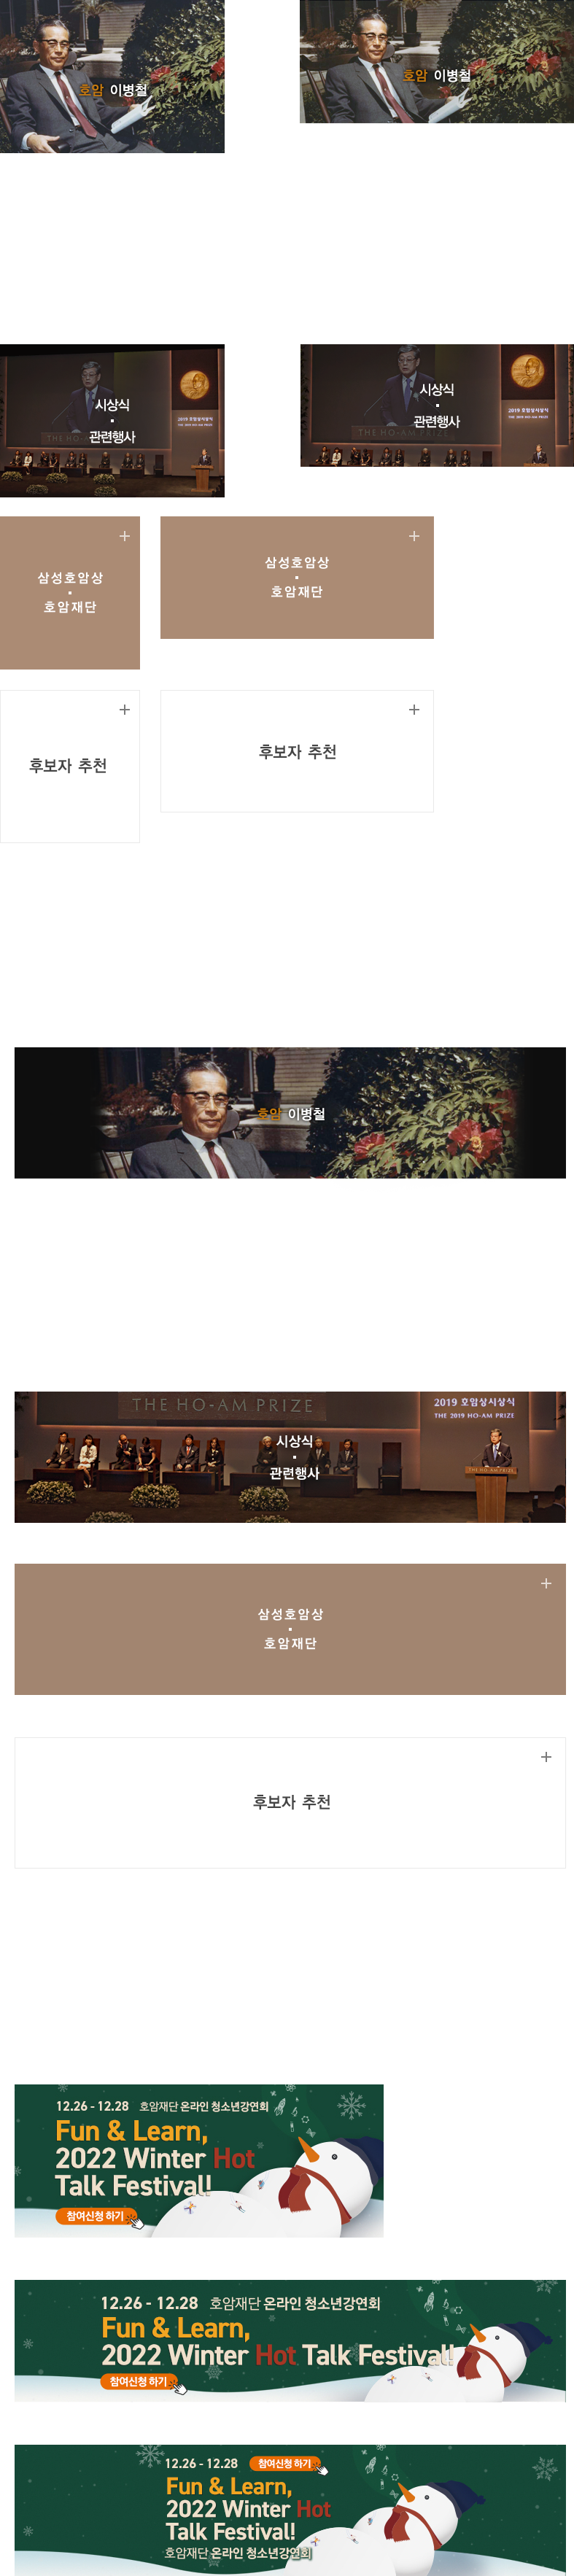 호암 이병철
호암 이병철
시상식
관련행사
2019 호암상시상식
THE HO-AM PRIZE
시상식
관련행사
2019 호암상시상식
THE HO-AM PRIZE
삼성호암상
호암재단
삼성호암상
호암재단
후보자 추천
후보자 추천
호암 이병철
THE HO-AM PRIZE
2019 호암상시상식
THE 2019 HO-AM PRIZE
시상식
관련행사
THE HO-AM PRIZE
삼성호암상
호암재단
후보자 추천
12.26 - 12.28 호암재단 온라인 청소년강연회
Fun & Learn,
2022 Winter Hot
Talk Festival!
참여신청 하기
12.26 - 12.28 호암재단 온라인 청소년강연회
Fun & Learn,
2022 Winter Hot Talk Festival!
참여신청 하기
12.26 - 12.28 참여신청 하기
Fun & Learn,
2022 Winter Hot
Talk Festival!
호암재단 온라인 청소년강연회